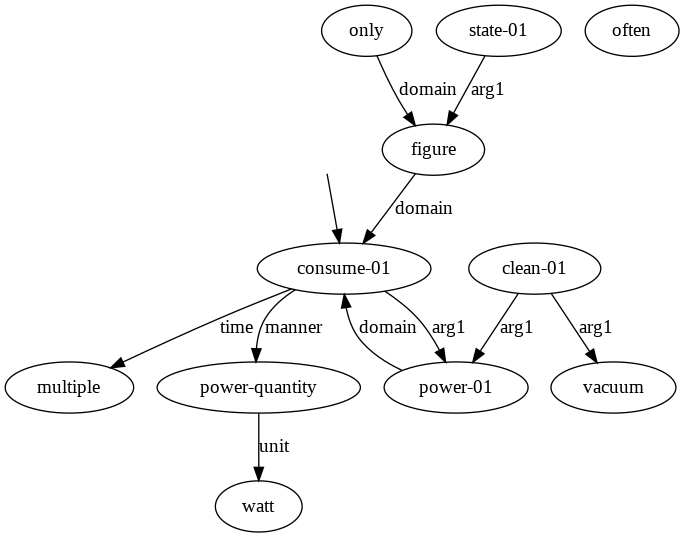 only state-01 often
domain arg1
figure
domain
consume-01 clean-01
time manner domain arg1 arg1 arg1
multiple power-quantity power-01 vacuum
unit
watt